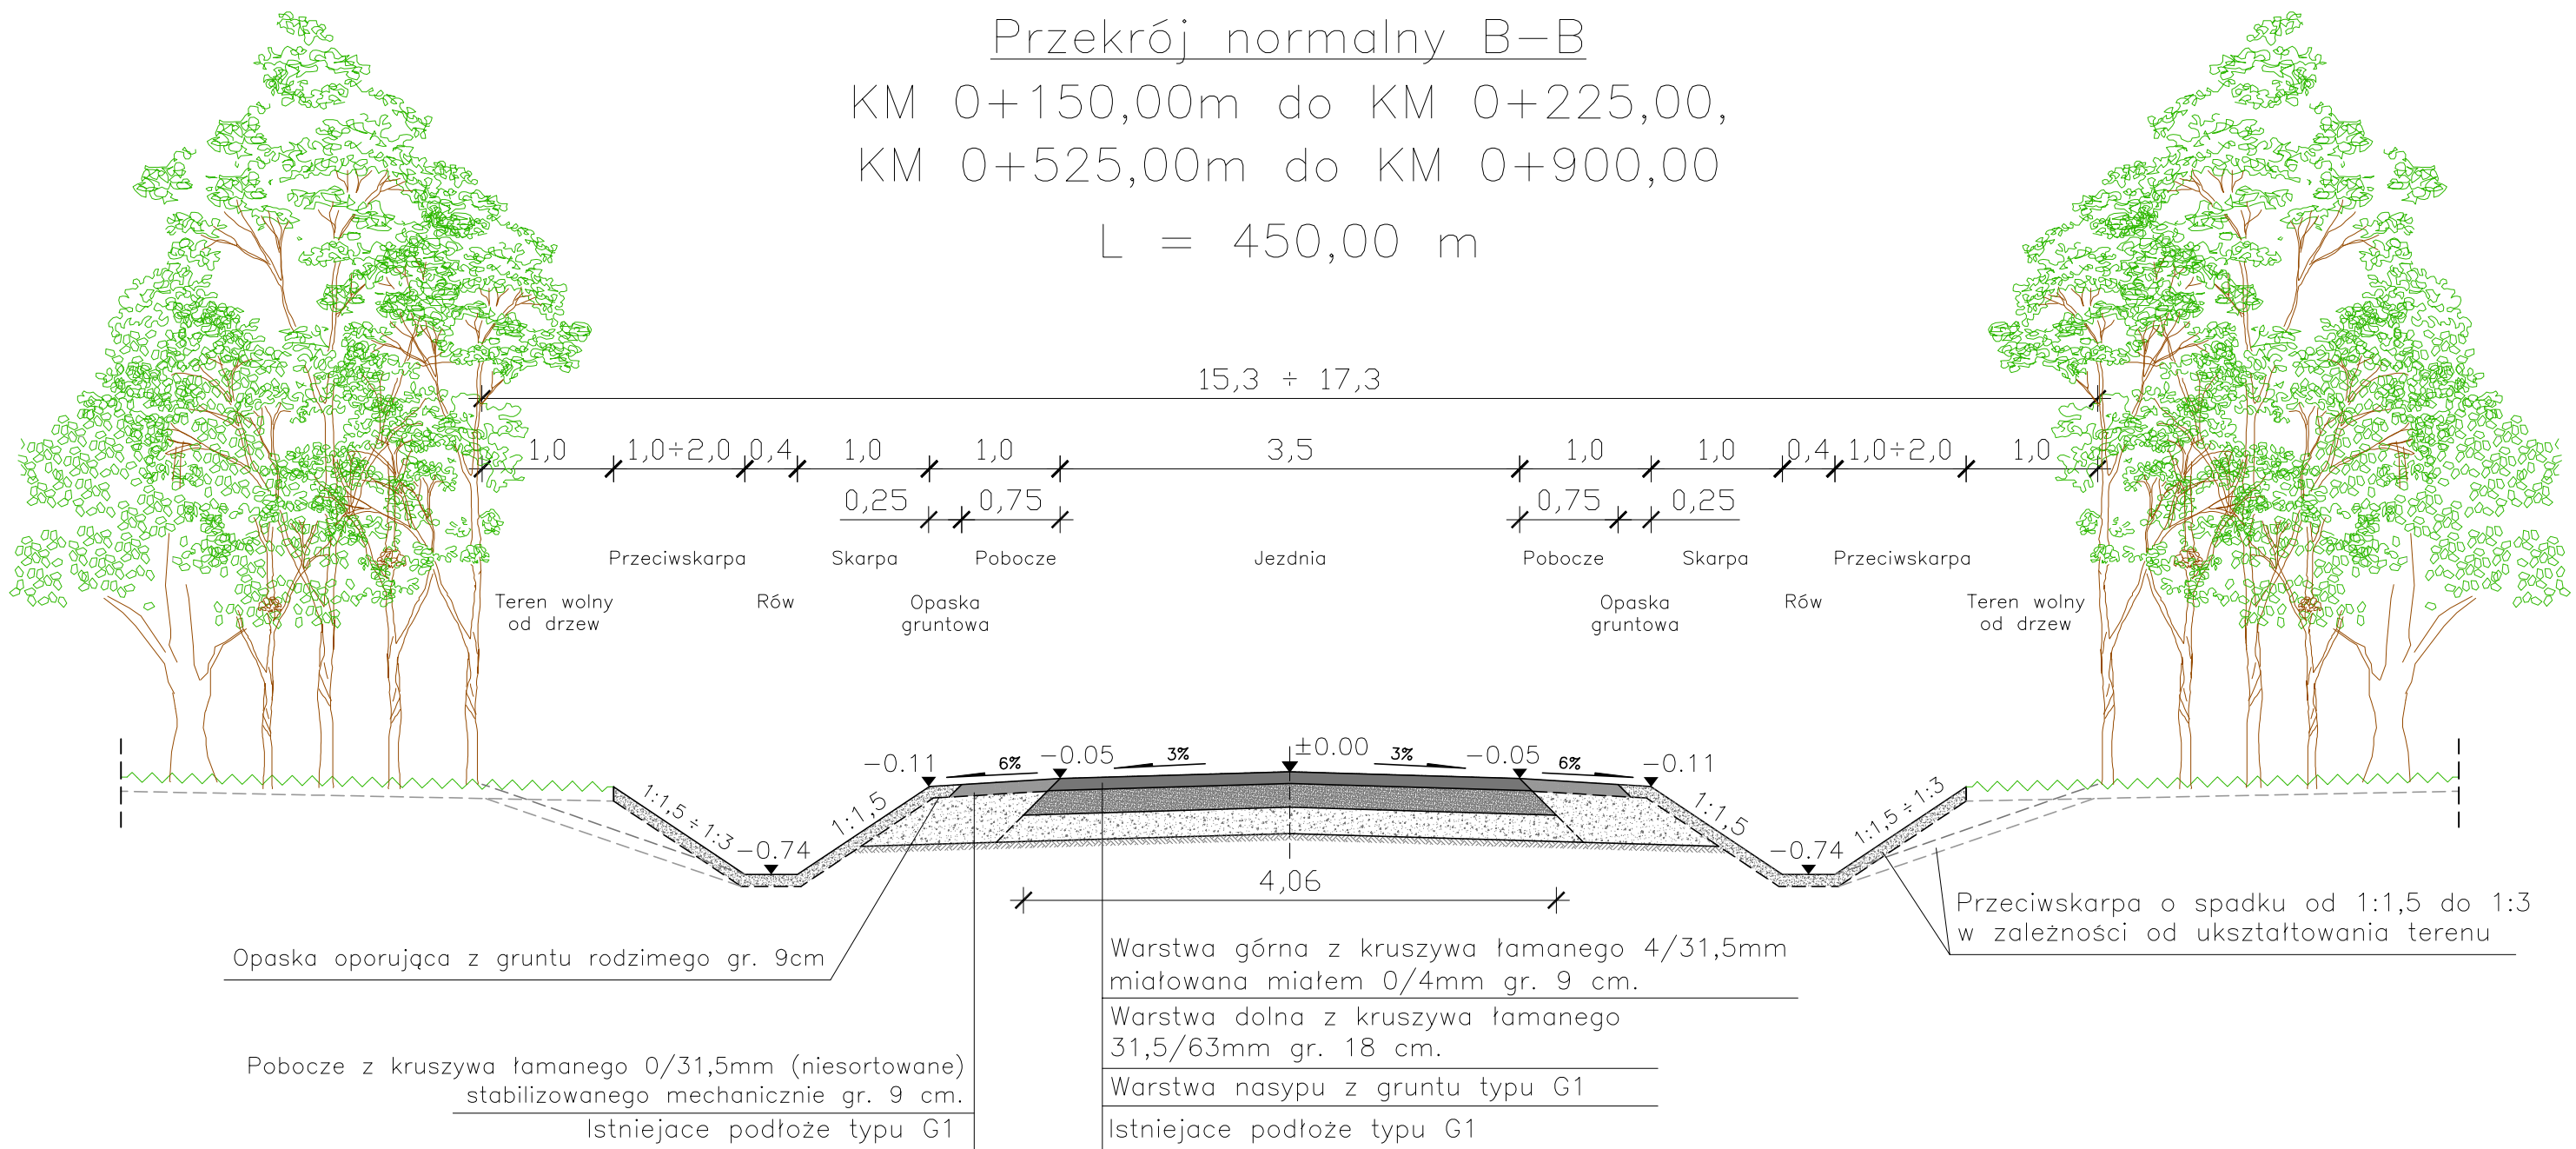 Przekrój normalny B-B
KM 0+150,00m do KM 0+225,00,
KM 0+525,00m do KM 0+900,00
L = 450,00 m
15,3 ÷ 17,3
1,0 1,0÷2,0 0,4 1,0 1,0 3,5 1,0 1,0 0,4 1,0÷2,0 1,0
0,25 0,75 0,75 0,25
Przeciwskarpa Skarpa Pobocze Jezdnia Pobocze Skarpa Przeciwskarpa
Teren wolny Rów Opaska Opaska Rów Teren wolny
od drzew gruntowa gruntowa od drzew
-0.11 6% -0.05 3% ±0.00 3% -0.05 6% -0.11
1:1,5 ÷ 1:3 -0.74 1:1,5 1:1,5 -0.74 1:1,5 ÷ 1:3
4,06
Przeciwskarpa o spadku od 1:1,5 do 1:3
w zależności od ukształtowania terenu
Opaska oporująca z gruntu rodzimego gr. 9cm
Warstwa górna z kruszywa łamanego 4/31,5mm
miałowana miałem 0/4mm gr. 9 cm.
Warstwa dolna z kruszywa łamanego
31,5/63mm gr. 18 cm.
Warstwa nasypu z gruntu typu G1
Istniejace podłoże typu G1
Pobocze z kruszywa łamanego 0/31,5mm (niesortowane)
stabilizowanego mechanicznie gr. 9 cm.
Istniejace podłoże typu G1